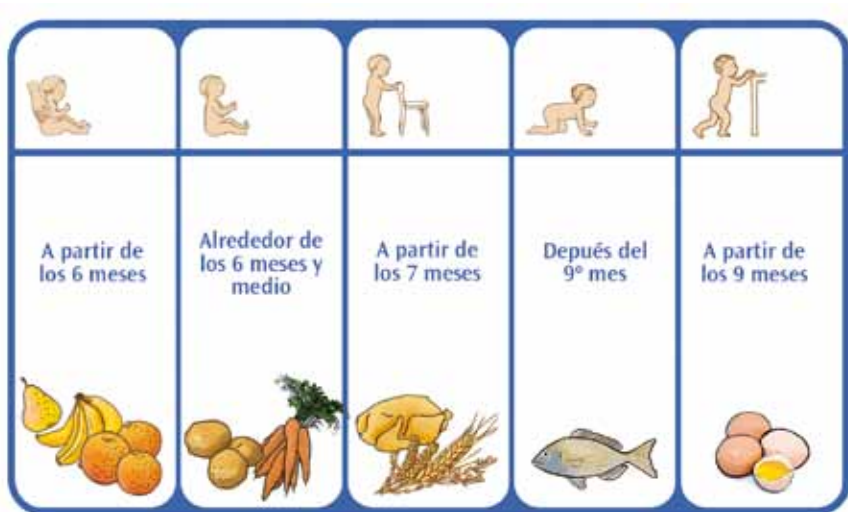 A partir de
los 6 meses
Alrededor de
los 6 meses y
medio
A partir de
los 7 meses
Depués del
9º mes
A partir de
los 9 meses